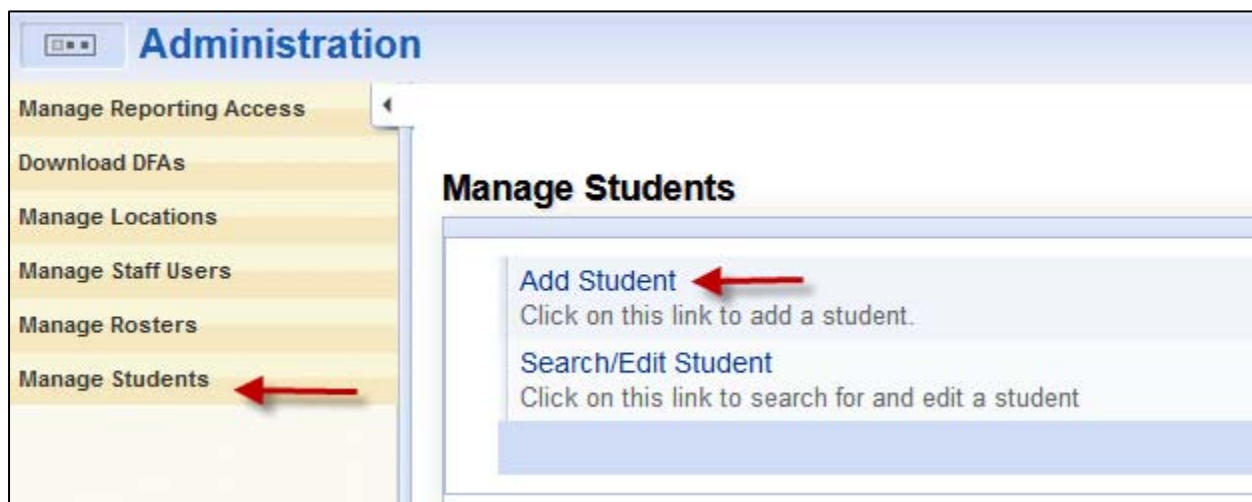 Administration
Manage Reporting Access
Download DFAs
Manage Locations
Manage Staff Users
Manage Rosters
Manage Students
Manage Students
Add Student
Click on this link to add a student.
Search/Edit Student
Click on this link to search for and edit a student